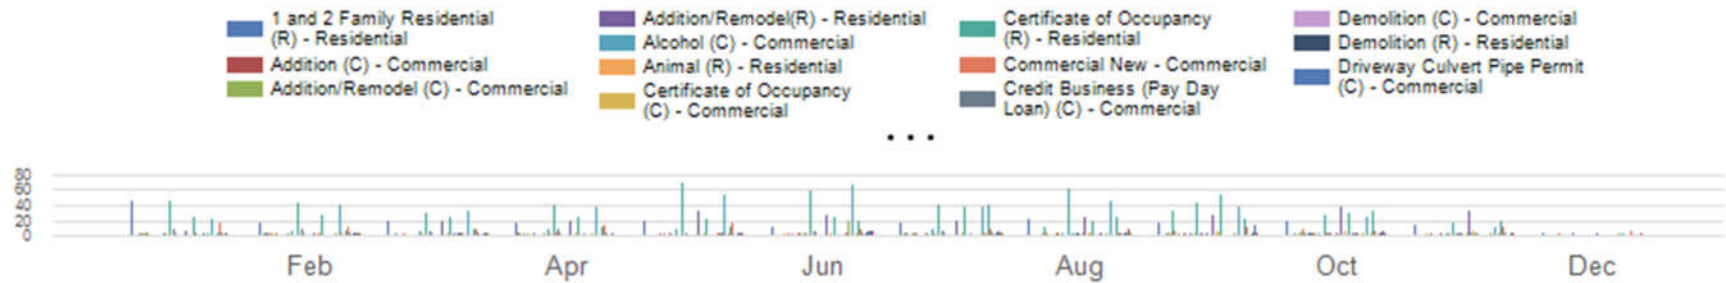 1 and 2 Family Residential
(R) - Residential
Addition (C) - Commercial
Addition/Remodel (C) - Commercial
Addition/Remodel(R) - Residential
Alcohol (C) - Commercial
Animal (R) - Residential
Certificate of Occupancy
(C) - Commercial
Certificate of Occupancy
(R) - Residential
Commercial New - Commercial
Credit Business (Pay Day
Loan) (C) - Commercial
Demolition (C) - Commercial
Demolition (R) - Residential
Driveway Culvert Pipe Permit
(C) - Commercial
• • •
80
60
40
20
0
Feb Apr Jun Aug Oct Dec